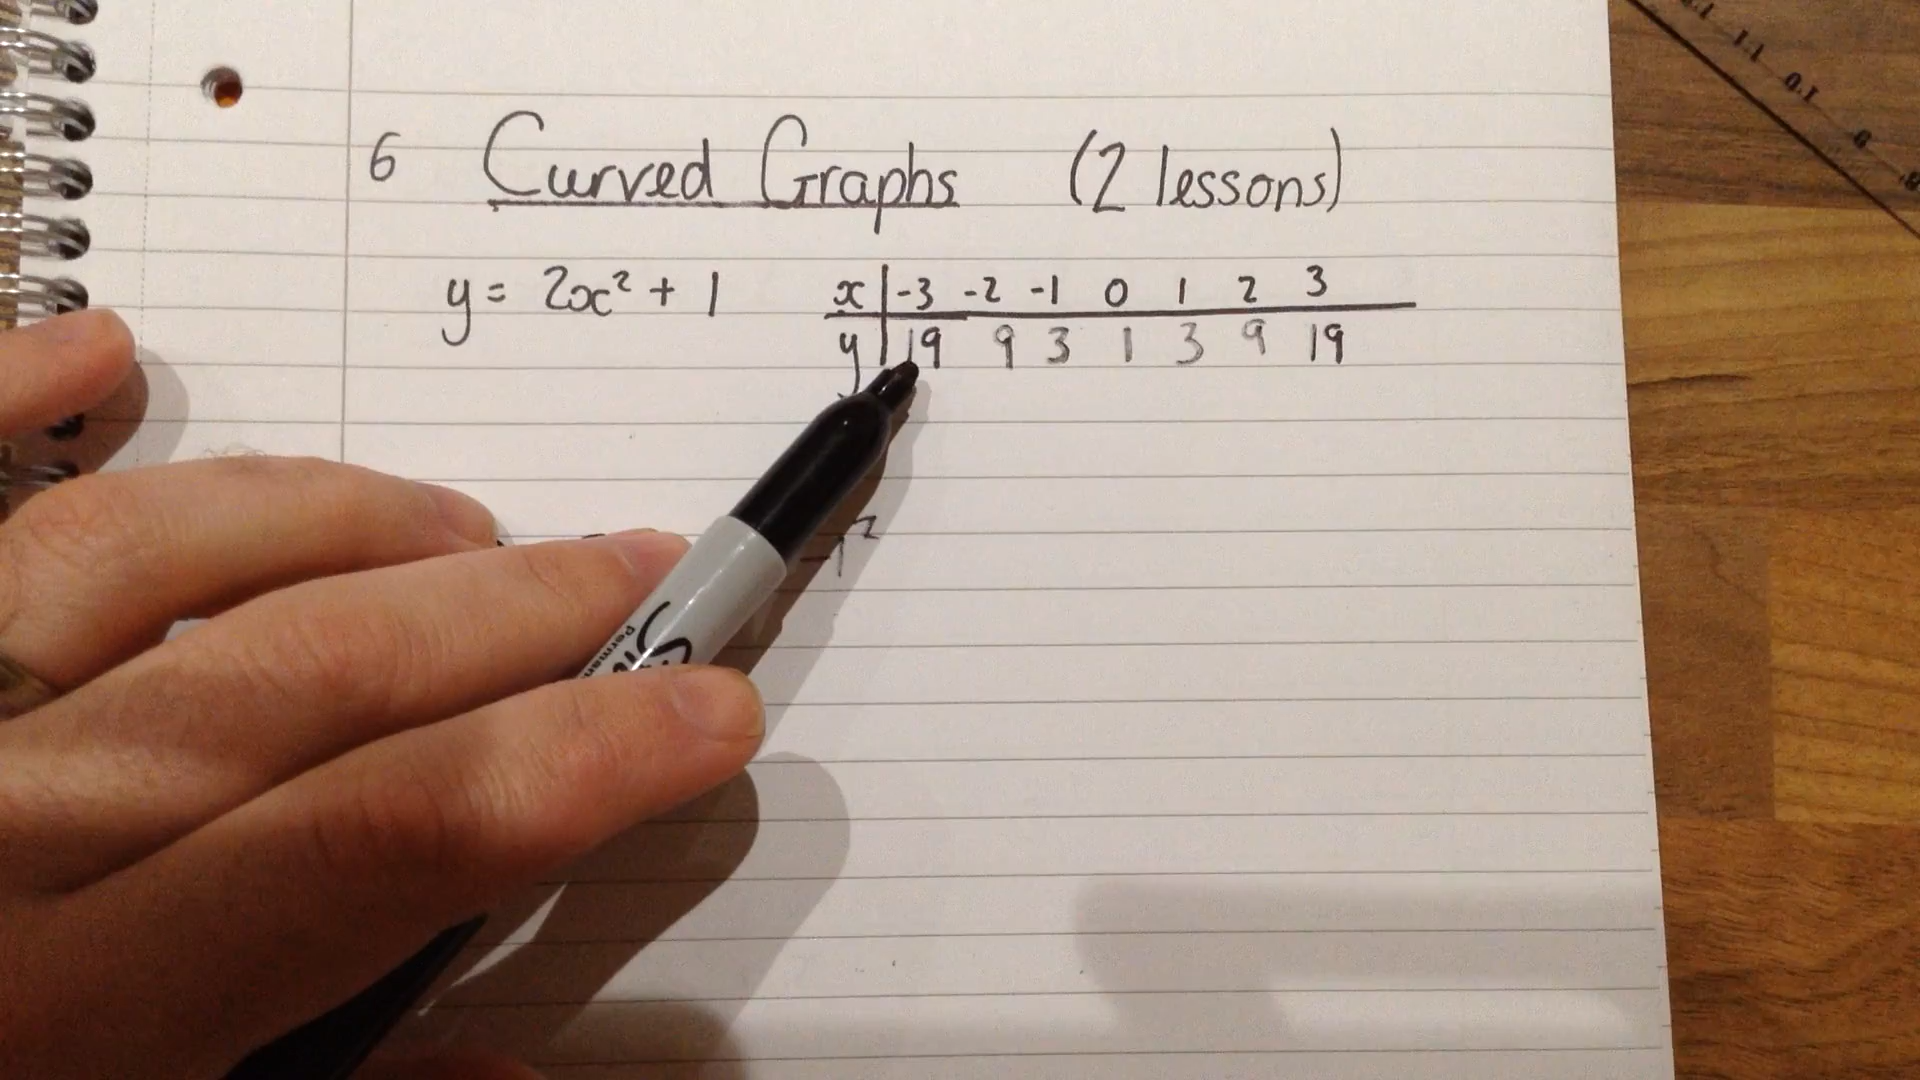 6 Curved Graphs (2 lessons)
y = 2x² + 1
x | -3 -2 -1 0 1 2 3
y | 19 9 3 1 3 9 19